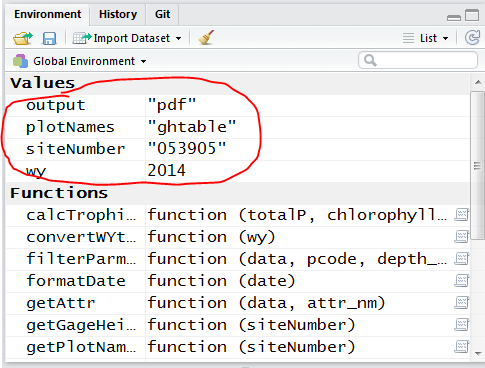 Environment History Git
Import Dataset List
Global Environment
Values
output "pdf"
plotNames "ghtable"
siteNumber "053905"
wy 2014
Functions
calcTrophi… function (totalP, chlorophyll…
convertWYt… function (wy)
filterParm… function (data, pcode, depth_…
formatDate function (date)
getAttr function (data, attr_nm)
getGageHei… function (siteNumber)
getPlotNam… function (siteNumber)